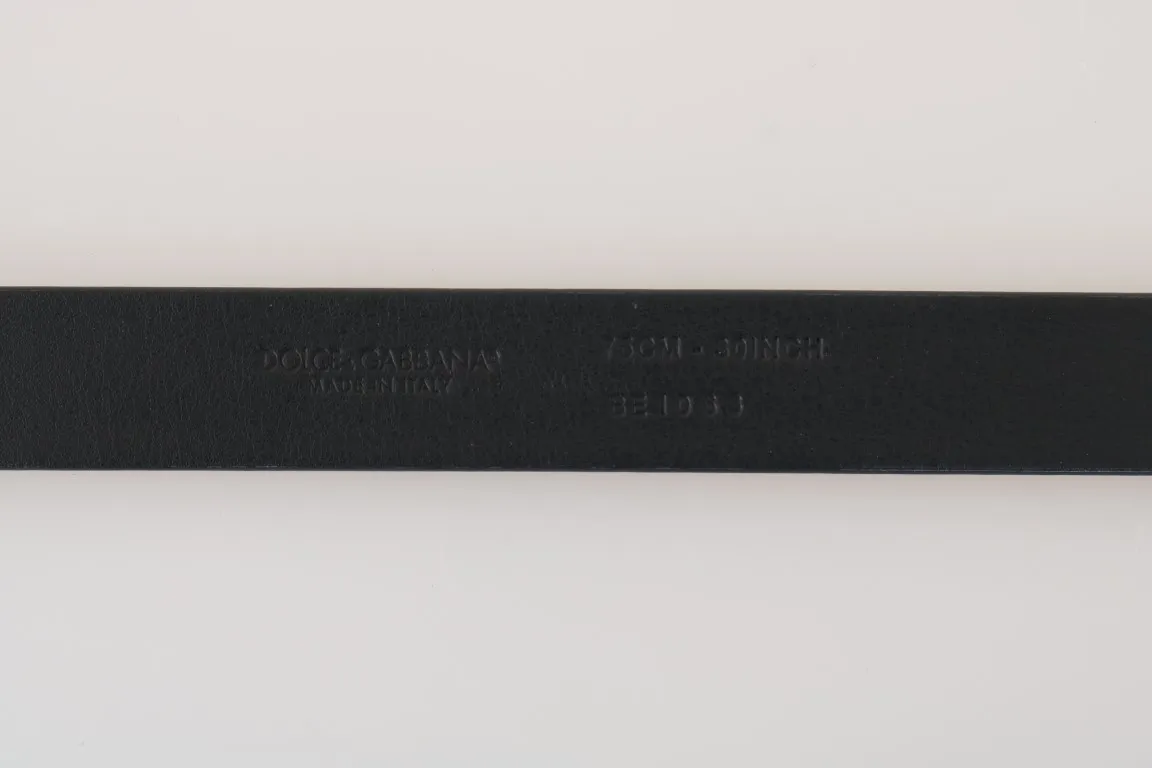 DOLCE & GABBANA
MADE IN ITALY
75CM - 30INCH